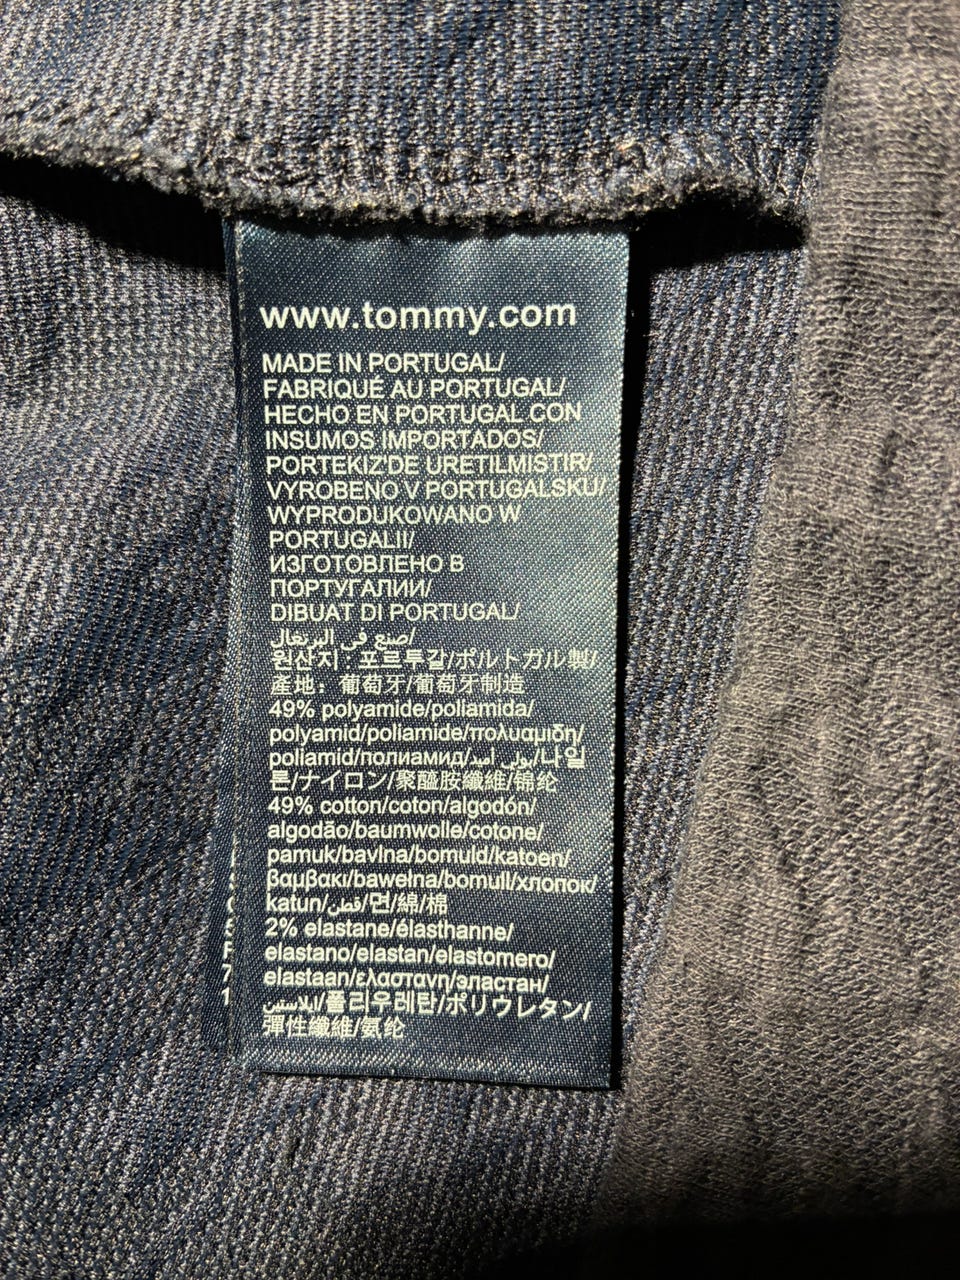 www.tommy.com
MADE IN PORTUGAL/
FABRIQUÉ AU PORTUGAL/
HECHO EN PORTUGAL CON
INSUMOS IMPORTADOS/
PORTEKIZ'DE URETILMISTIR/
VYROBENO V PORTUGALSKU/
WYPRODUKOWANO W
PORTUGALII/
ИЗГОТОВЛЕНО В
ПОРТУГАЛИИ/
DIBUAT DI PORTUGAL/
صنع في البرتغال/
원산지 : 포르투갈/ポルトガル製/
產地：葡萄牙/葡萄牙制造
49% polyamide/poliamida/
polyamid/poliamide/πολυαμιδη/
poliamid/полиамид/بولي أميد/나일
론/ナイロン/聚醯胺纖維/锦纶
49% cotton/coton/algodón/
algodão/baumwolle/cotone/
pamuk/bavlna/bomuld/katoen/
βαμβακι/bawełna/bomull/хлопок/
katun/قطن/면/綿/棉
2% elastane/élasthanne/
elastano/elastan/elastomero/
elastaan/ελαστανη/эластан/
ايلاستين/폴리우레탄/ポリウレタン/
彈性纖維/氨纶